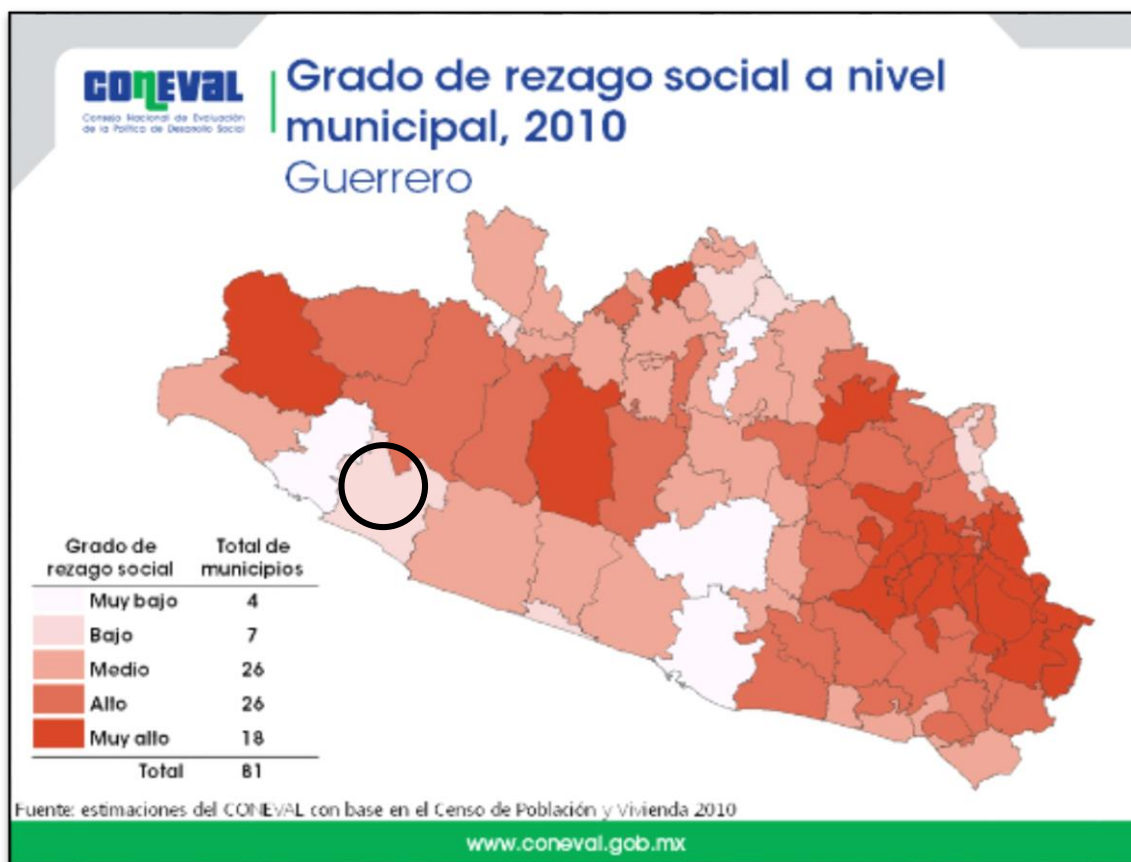 CONEVAL
Consejo Nacional de Evaluación
de la Política de Desarrollo Social
Grado de rezago social a nivel
municipal, 2010
Guerrero
Grado de rezago social Total de municipios
Muy bajo 4
Bajo 7
Medio 26
Alto 26
Muy alto 18
Total 81
Fuente: estimaciones del CONEVAL con base en el Censo de Población y Vivienda 2010
www.coneval.gob.mx